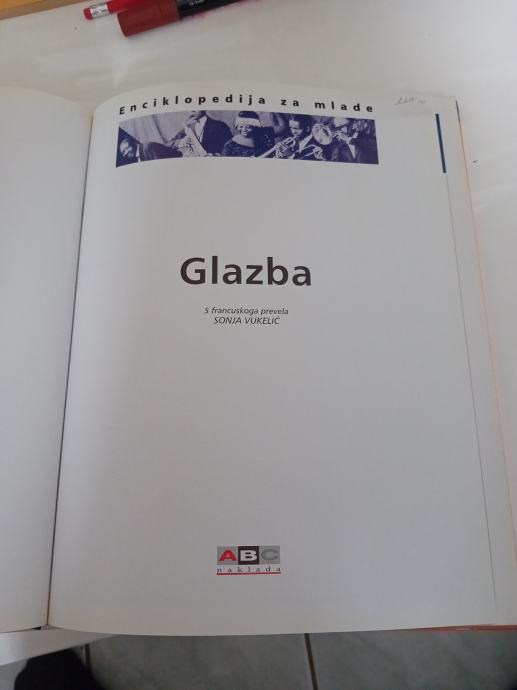 Enciklopedija za mlade
Glazba
S francuskoga prevela
SONJA VUKELIĆ
ABC
naklada